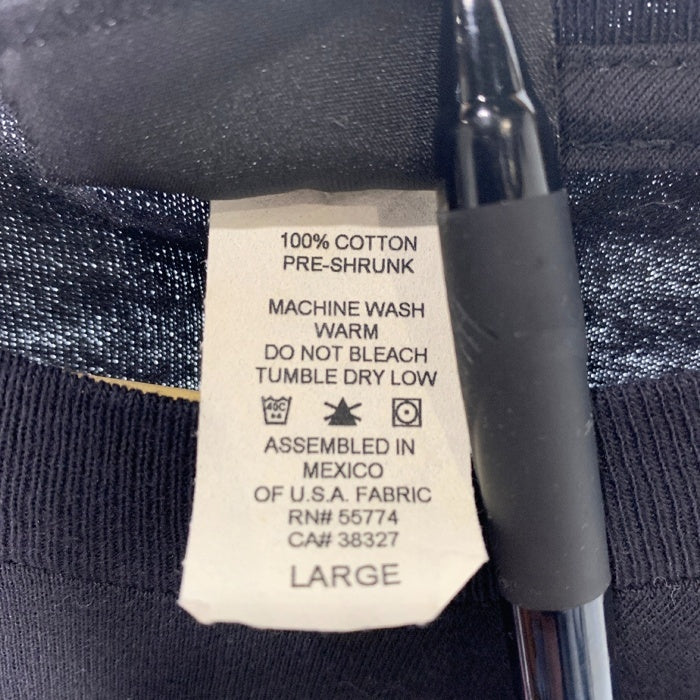 100% COTTON
PRE-SHRUNK
MACHINE WASH
WARM
DO NOT BLEACH
TUMBLE DRY LOW
40C
ASSEMBLED IN
MEXICO
OF U.S.A. FABRIC
RN# 55774
CA# 38327
LARGE